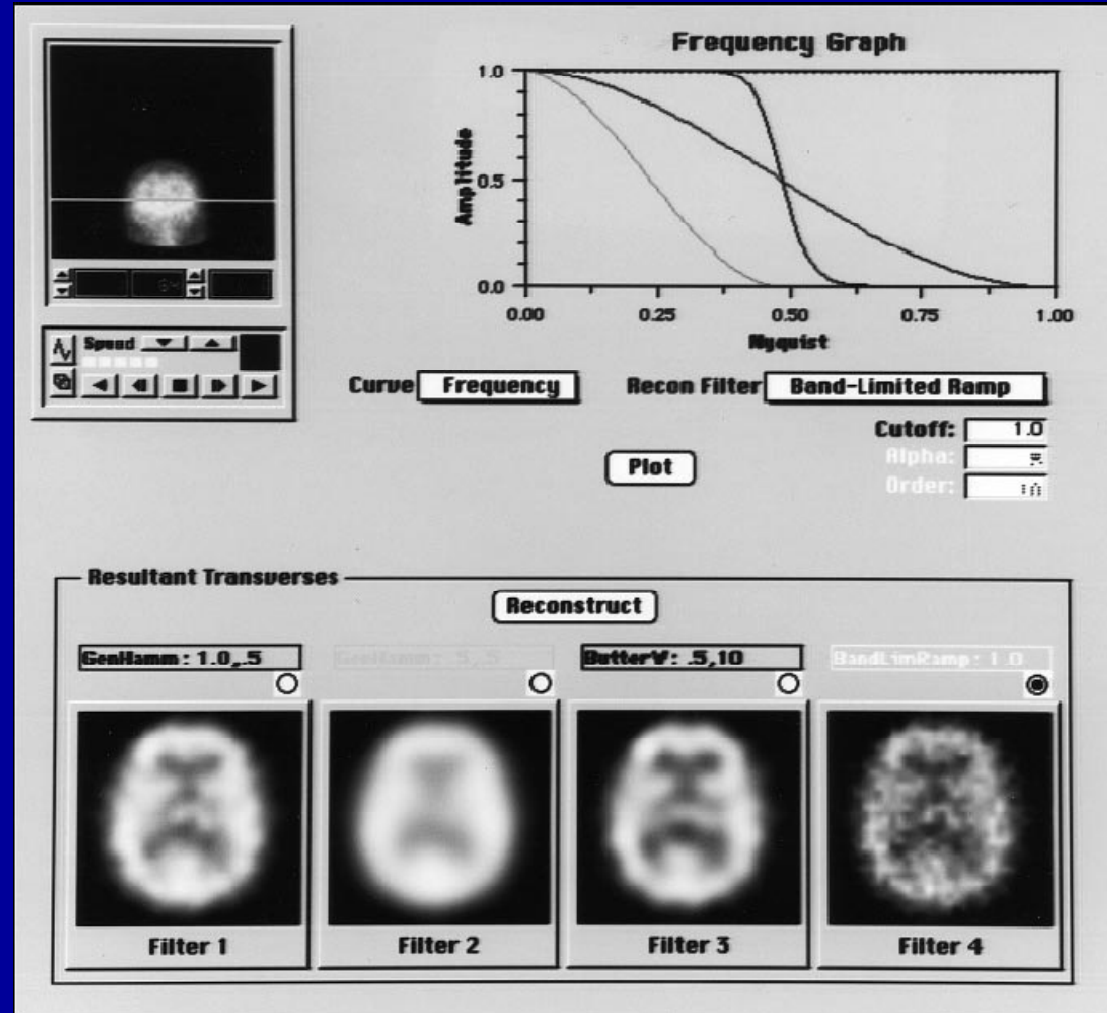 Frequency Graph
1.0
0.5
0.0
Amplitude
0.00 0.25 0.50 0.75 1.00
Nyquist
Speed
Curve Frequency Recon Filter Band-Limited Ramp
Cutoff: 1.0
Alpha:
Order:
Plot
Resultant Transverses
Reconstruct
GenHamm: 1.0,.5 GenHamm: .5,.5 ButterW: .5,10 BandLimRamp: 1.0
Filter 1 Filter 2 Filter 3 Filter 4